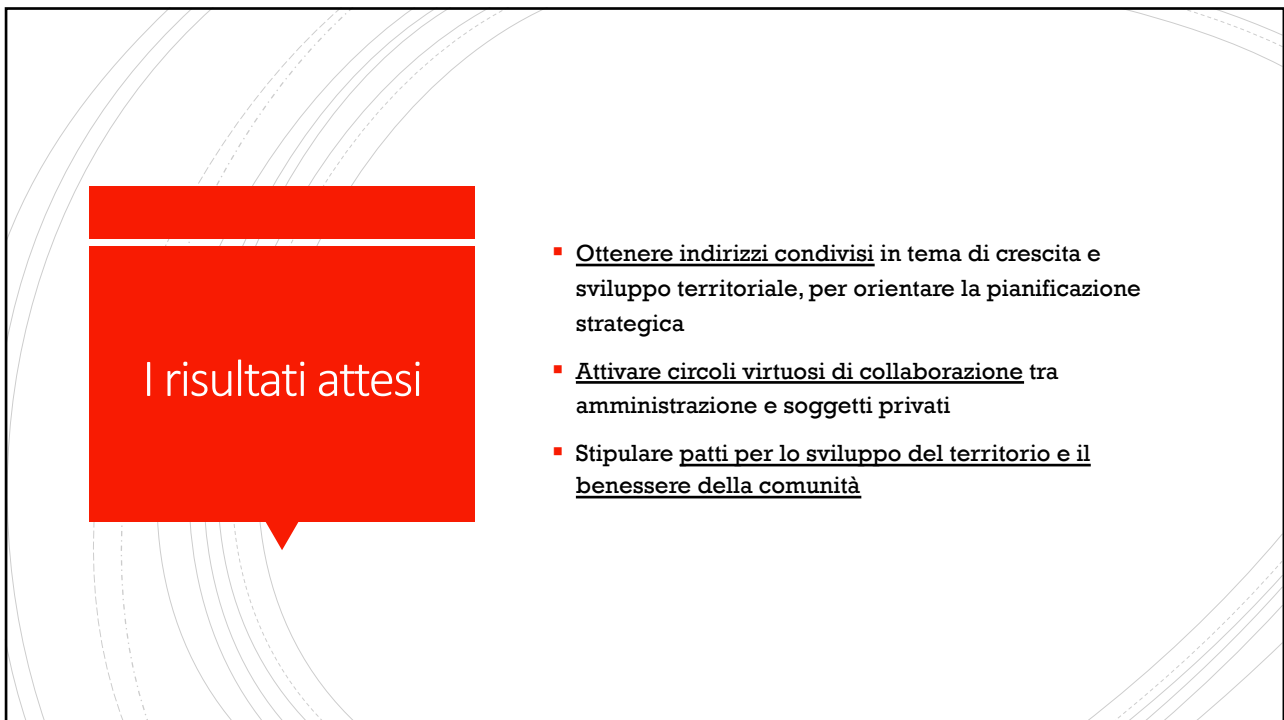 I risultati attesi
▪ Ottenere indirizzi condivisi in tema di crescita e
sviluppo territoriale, per orientare la pianificazione
strategica
▪ Attivare circoli virtuosi di collaborazione tra
amministrazione e soggetti privati
▪ Stipulare patti per lo sviluppo del territorio e il
benessere della comunità